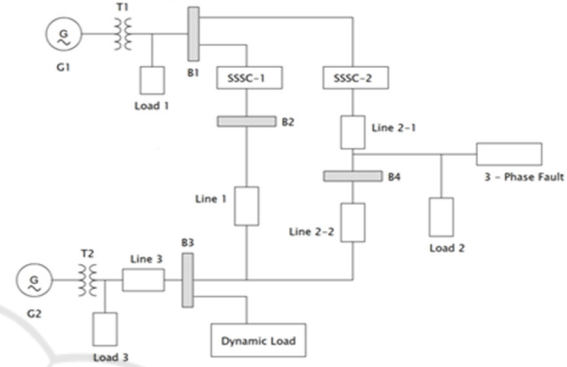 T1
G
G1
Load 1
B1
SSSC-1
SSSC-2
B2
Line 2-1
B4
3 - Phase Fault
Line 1
Line 2-2
Load 2
B3
T2
Line 3
G
G2
Load 3
Dynamic Load